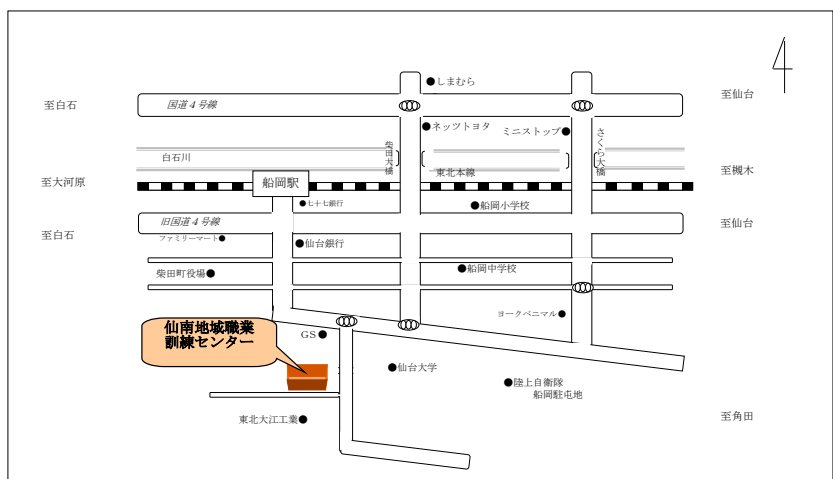 しまむら
至仙台
至白石
国道4号線
ネッツトヨタ
ミニストップ
柴田大橋
さくら大橋
白石川
東北本線
至槻木
至大河原
船岡駅
七十七銀行
船岡小学校
旧国道4号線
至仙台
至白石
ファミリーマート
仙台銀行
船岡中学校
柴田町役場
ヨークベニマル
仙南地域職業
訓練センター
GS
仙台大学
陸上自衛隊
船岡駐屯地
東北大江工業
至角田